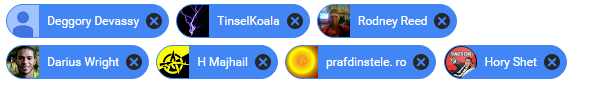 Deggory Devassy TinselKoala Rodney Reed
Darius Wright H Majhail prafdinstele. ro Hory Shet